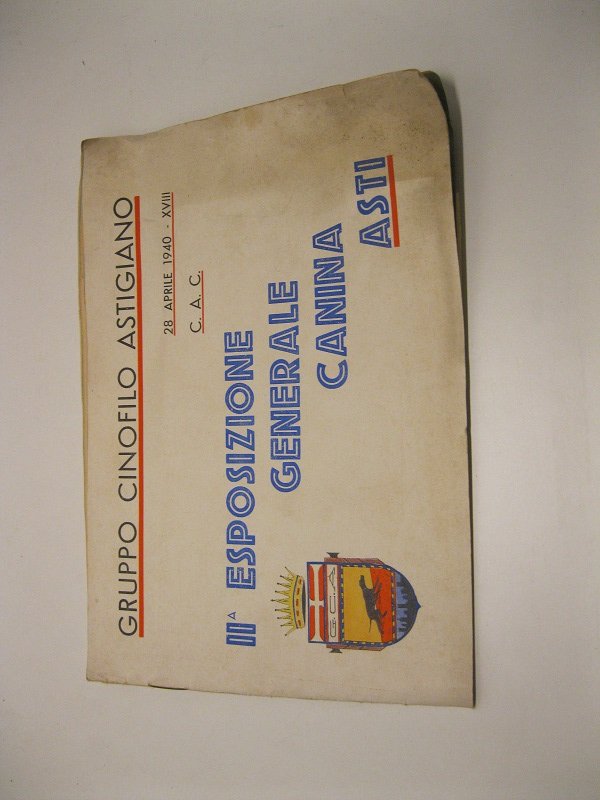 GRUPPO CINOFILO ASTIGIANO
28 APRILE 1940 - XVIII
C. A. C.
IIA ESPOSIZIONE
GENERALE
CANINA
ASTI
G.C.A